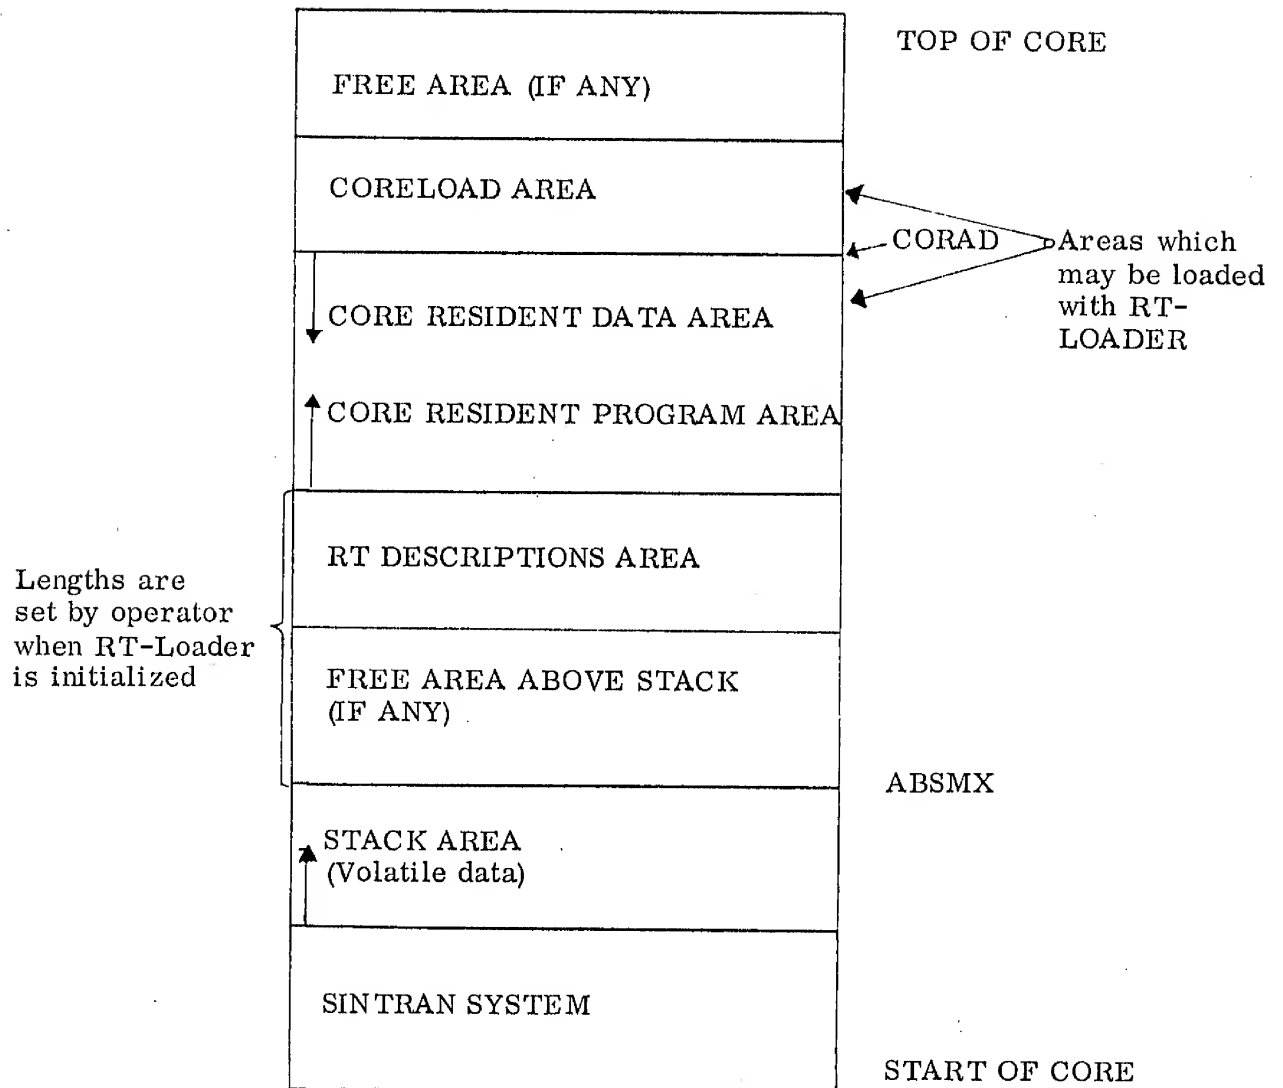 TOP OF CORE
FREE AREA (IF ANY)
CORELOAD AREA
CORAD
Areas which
may be loaded
with RT-
LOADER
CORE RESIDENT DATA AREA
CORE RESIDENT PROGRAM AREA
RT DESCRIPTIONS AREA
Lengths are
set by operator
when RT-Loader
is initialized
FREE AREA ABOVE STACK
(IF ANY)
ABSMX
STACK AREA
(Volatile data)
SINTRAN SYSTEM
START OF CORE